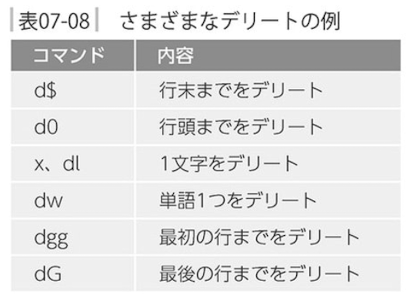 表07-08 さまざまなデリートの例
コマンド 内容
d$ 行末までをデリート
d0 行頭までをデリート
x、dl 1文字をデリート
dw 単語1つをデリート
dgg 最初の行までをデリート
dG 最後の行までをデリート